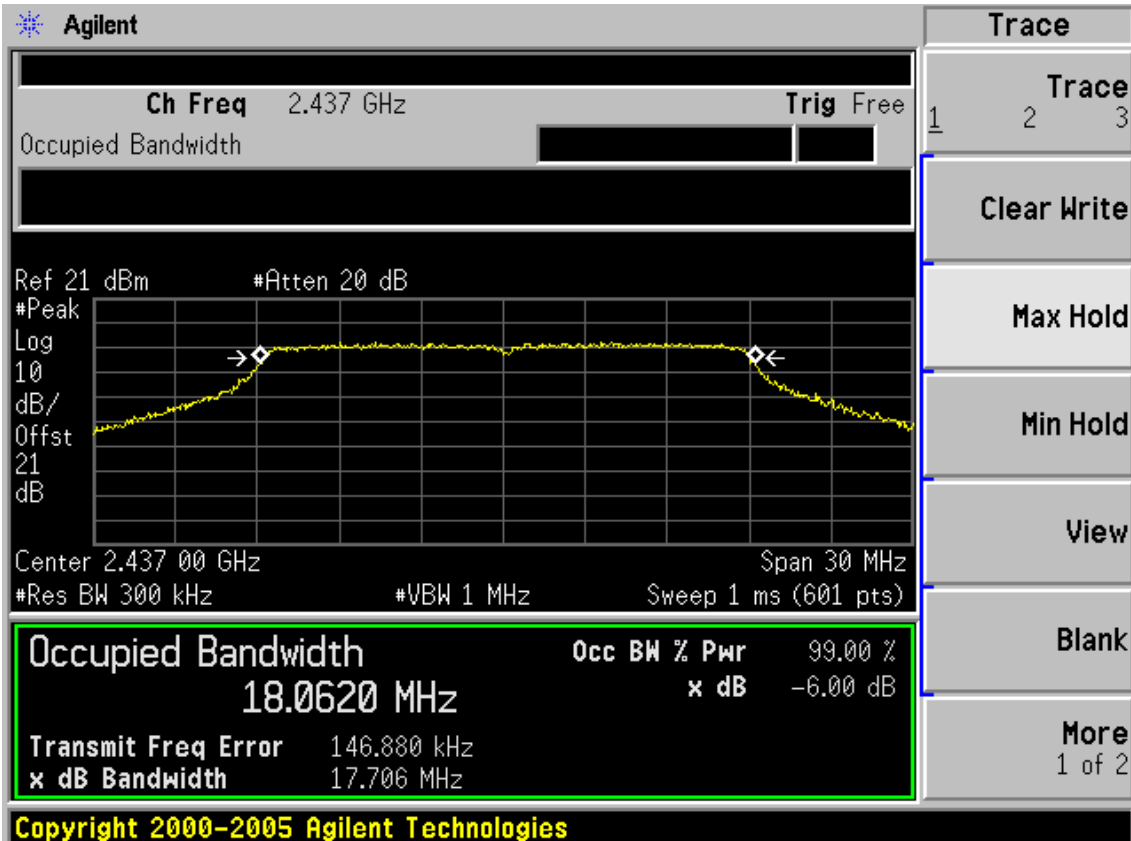 Agilent
Trace
Ch Freq 2.437 GHz Trig Free
Occupied Bandwidth
Trace
1 2 3
Clear Write
Max Hold
Min Hold
View
Blank
More
1 of 2
Ref 21 dBm #Atten 20 dB
#Peak
Log
10
dB/
Offst
21
dB
Center 2.437 00 GHz Span 30 MHz
#Res BW 300 kHz #VBW 1 MHz Sweep 1 ms (601 pts)
Occupied Bandwidth Occ BW % Pwr 99.00 %
18.0620 MHz x dB -6.00 dB
Transmit Freq Error 146.880 kHz
x dB Bandwidth 17.706 MHz
Copyright 2000-2005 Agilent Technologies